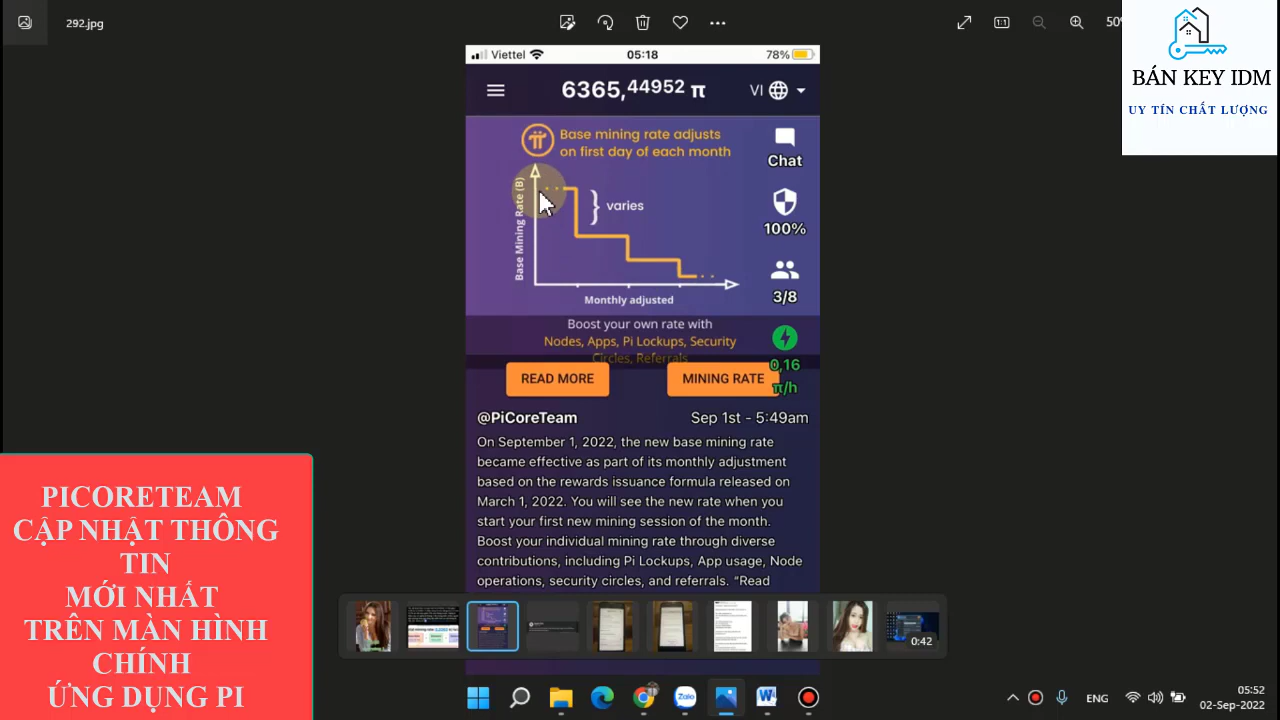 292.jpg
50%
BÁN KEY IDM
UY TÍN CHẤT LƯỢNG
Viettel
05:18
78%
6365,44952 π
VI
Base mining rate adjusts
on first day of each month
Chat
Base Mining Rate (B)
varies
100%
3/8
Monthly adjusted
Boost your own rate with
Nodes, Apps, Pi Lockups, Security
Circles, Referrals
0,16
π/h
READ MORE
MINING RATE
@PiCoreTeam
Sep 1st - 5:49am
On September 1, 2022, the new base mining rate
became effective as part of its monthly adjustment
based on the rewards issuance formula released on
March 1, 2022. You will see the new rate when you
start your first new mining session of the month.
Boost your individual mining rate through diverse
contributions, including Pi Lockups, App usage, Node
operations, security circles, and referrals. “Read
PICORETEAM
CẬP NHẬT THÔNG
TIN
MỚI NHẤT
TRÊN MÀN HÌNH
CHÍNH
ỨNG DỤNG PI
0:42
Zalo
ENG
05:52
02-Sep-2022